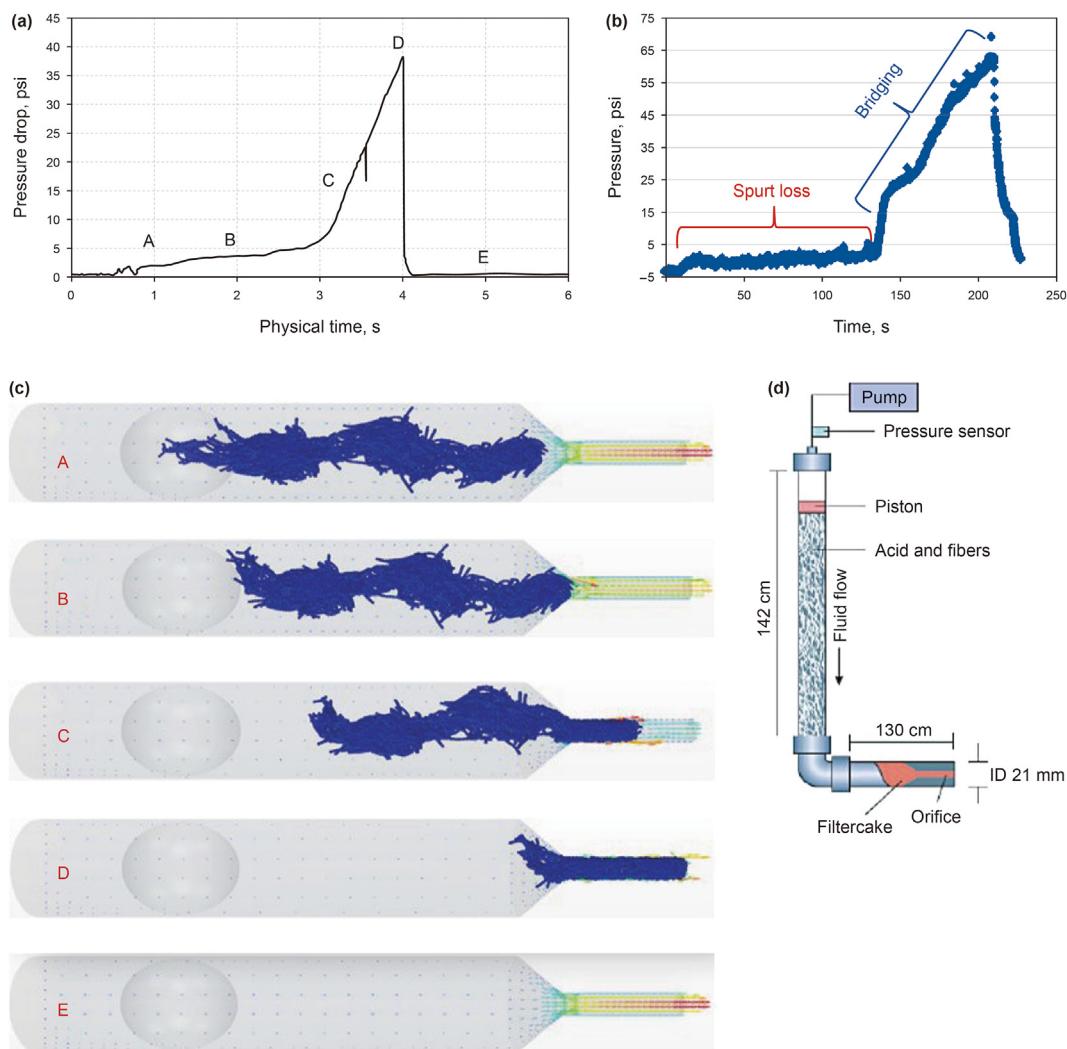 (a)
45
40
35
30
25
20
15
10
5
0
Pressure drop, psi
A
B
C
D
E
0 1 2 3 4 5 6
Physical time, s
(b)
75
65
55
45
35
25
15
5
−5
Pressure, psi
Spurt loss
Bridging
50 100 150 200 250
Time, s
(c)
A
B
C
D
E
(d)
Pump
Pressure sensor
Piston
Acid and fibers
142 cm
Fluid flow
130 cm
ID 21 mm
Orifice
Filtercake